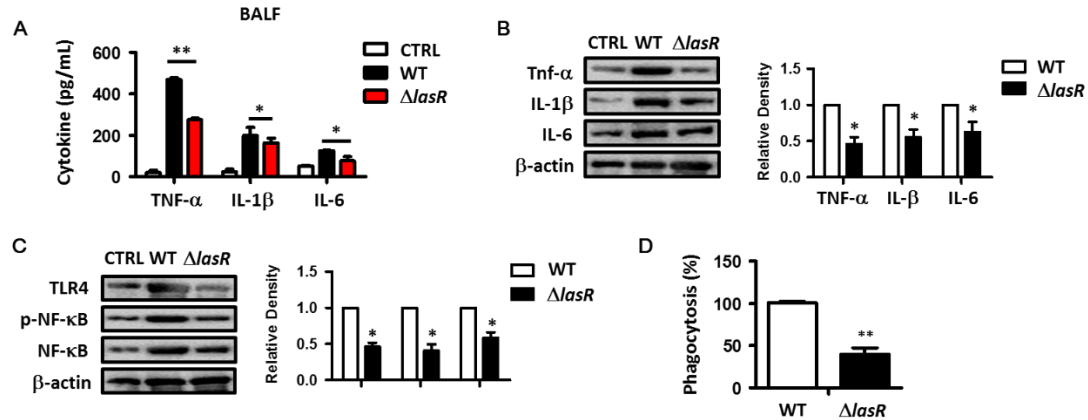 A
BALF
Cytokine (pg/mL)
600
400
200
0
**
*
*
TNF-α IL-1β IL-6
CTRL
WT
ΔlasR
B
CTRL WT ΔlasR
Tnf-α
IL-1β
IL-6
β-actin
Relative Density
1.5
1.0
0.5
0.0
*
*
*
TNF-α IL-β IL-6
WT
ΔlasR
C
CTRL WT ΔlasR
TLR4
p-NF-κB
NF-κB
β-actin
Relative Density
1.5
1.0
0.5
0.0
*
*
*
WT
ΔlasR
D
Phagocytosis (%)
150
100
50
0
**
WT ΔlasR